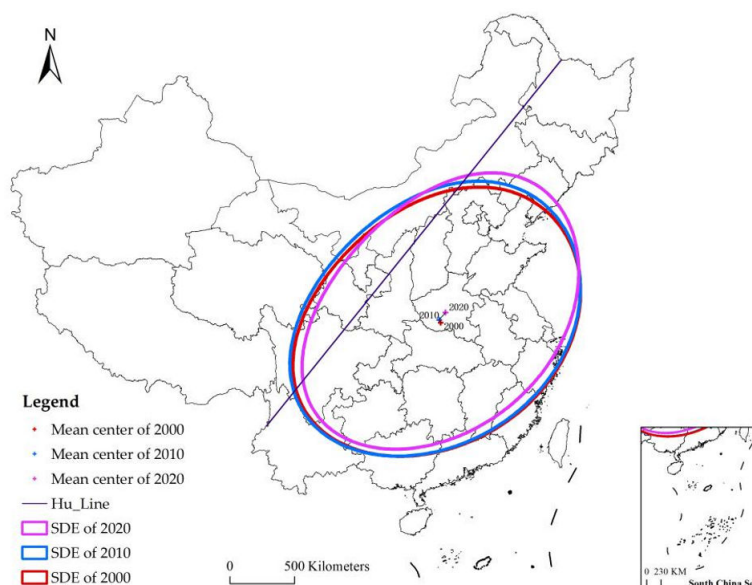 N
2020
2010
2000
Legend
Mean center of 2000
Mean center of 2010
Mean center of 2020
Hu_Line
SDE of 2020
SDE of 2010
SDE of 2000
0 500 Kilometers
0 230 KM
South China Se